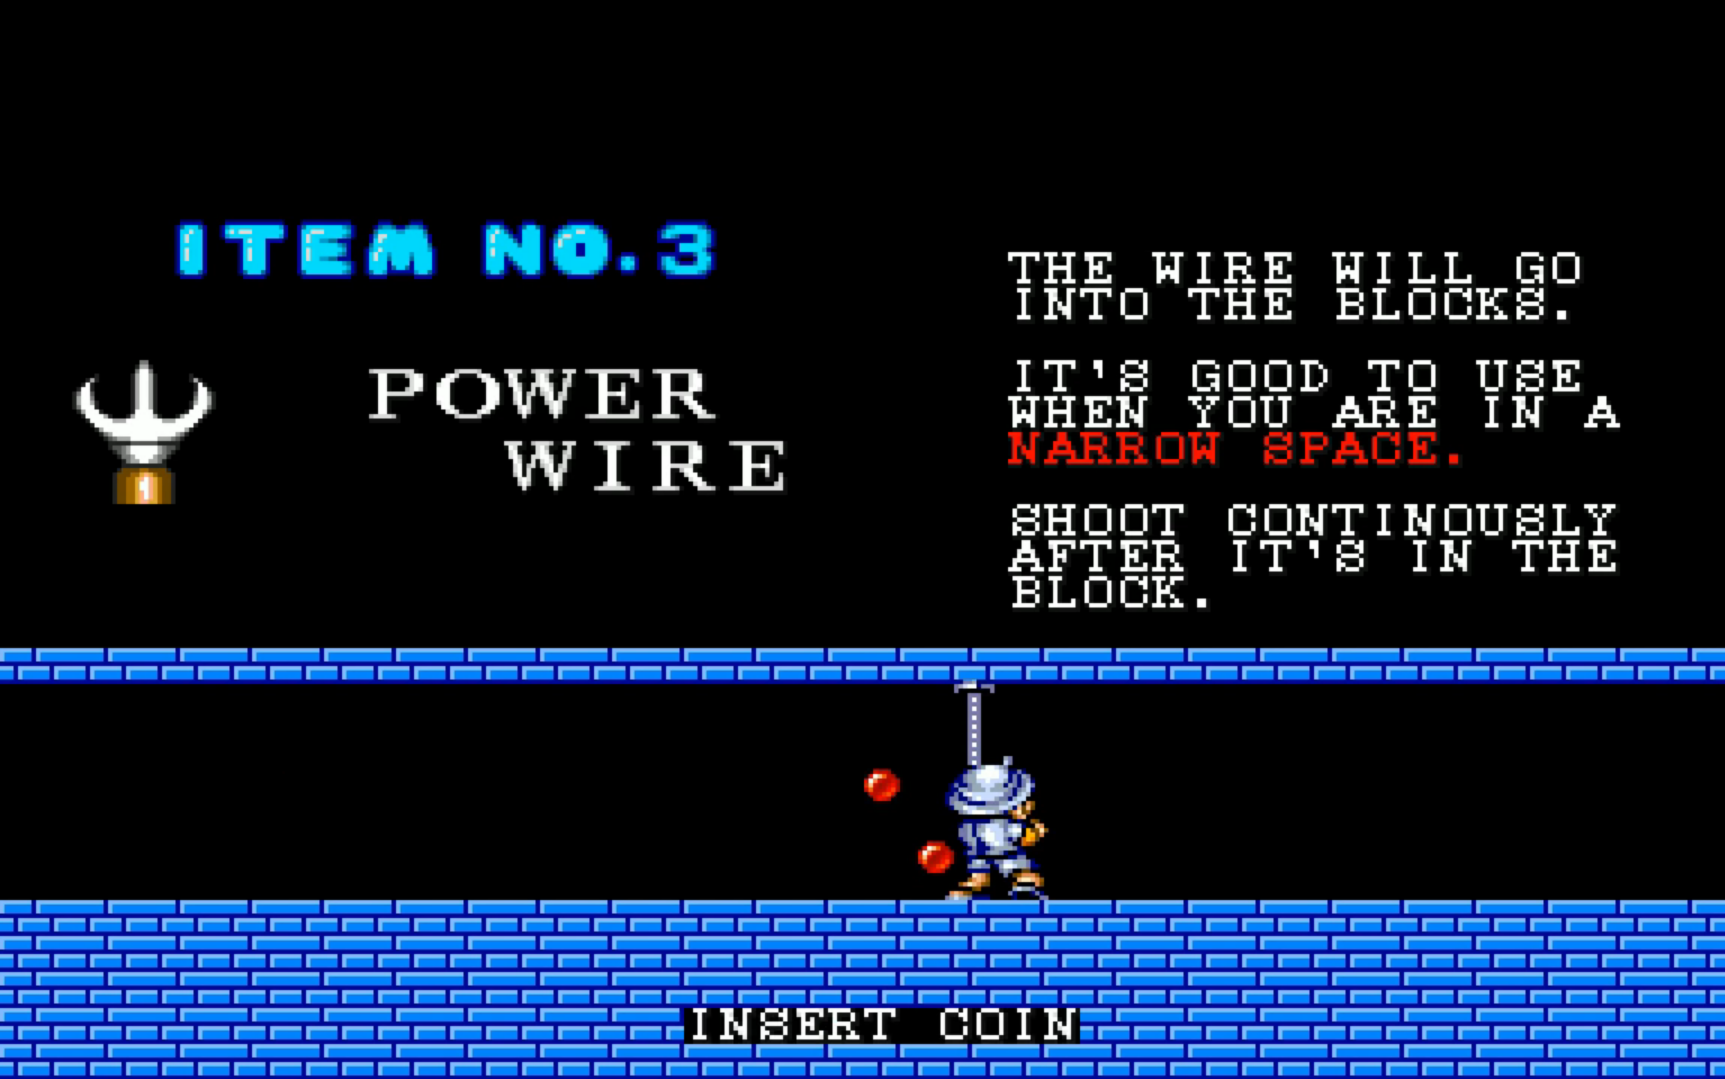 ITEM NO.3
POWER
WIRE
THE WIRE WILL GO
INTO THE BLOCKS.
IT'S GOOD TO USE
WHEN YOU ARE IN A
NARROW SPACE.
SHOOT CONTINOUSLY
AFTER IT'S IN THE
BLOCK.
INSERT COIN